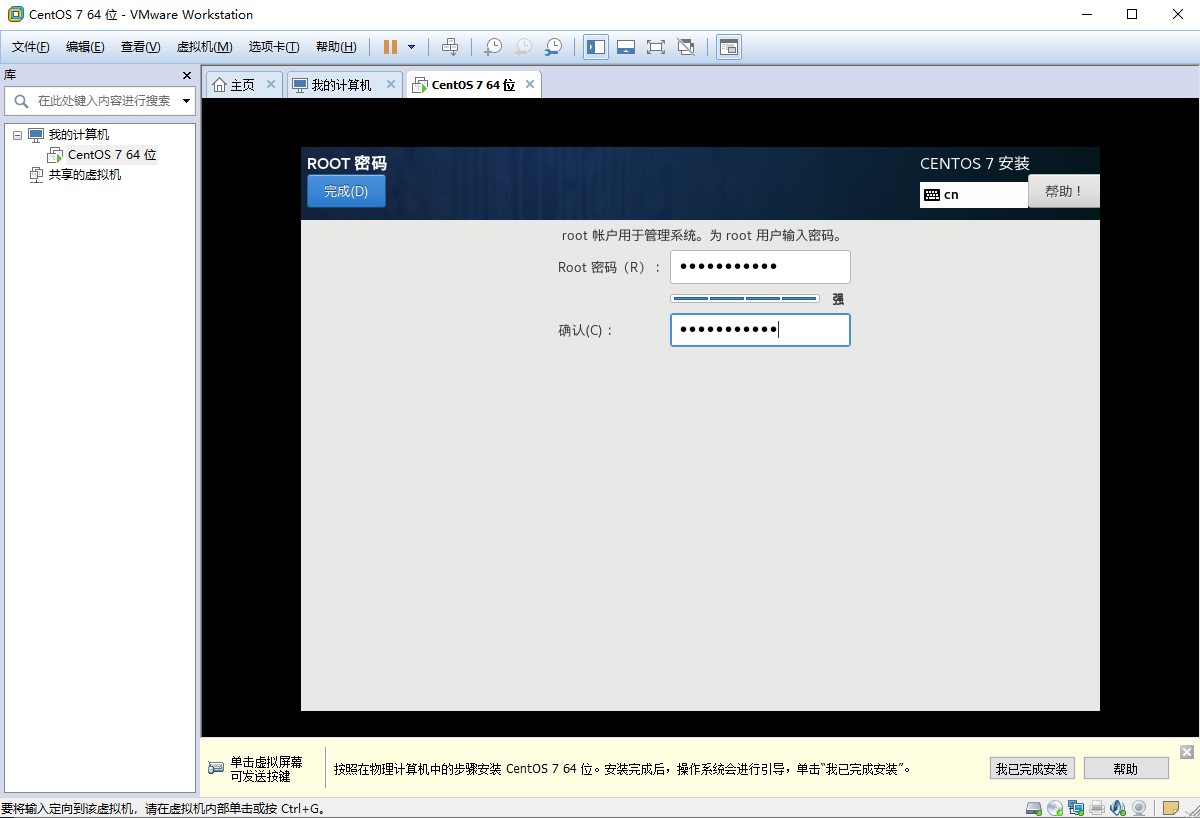 CentOS 7 64 位 - VMware Workstation
文件(F) 编辑(E) 查看(V) 虚拟机(M) 选项卡(T) 帮助(H)
库
在此处键入内容进行搜索
我的计算机
CentOS 7 64 位
共享的虚拟机
主页 我的计算机 CentOS 7 64 位
ROOT 密码
完成(D)
CENTOS 7 安装
cn
帮助！
root 帐户用于管理系统。为 root 用户输入密码。
Root 密码（R）：
●●●●●●●●●●●
强
确认(C)：
●●●●●●●●●●●
单击虚拟屏幕
可发送按键
按照在物理计算机中的步骤安装 CentOS 7 64 位。安装完成后，操作系统会进行引导，单击“我已完成安装”。
我已完成安装
帮助
要将输入定向到该虚拟机，请在虚拟机内部单击或按 Ctrl+G。